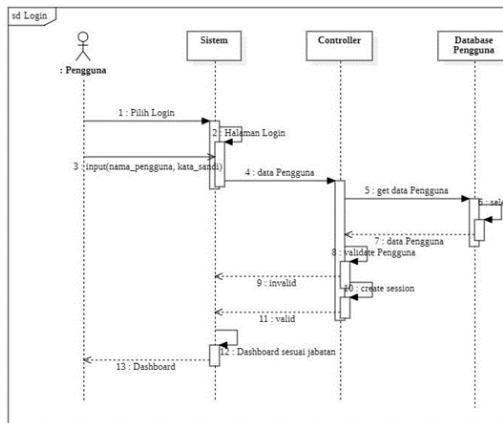 sd Login
Sistem
Controller
Database
Pengguna
: Pengguna
1 : Pilih Login
2 : Halaman Login
3 : input(nama_pengguna, kata_sandi)
4 : data Pengguna
5 : get data Pengguna
6 :
7 : data Pengguna
8 : validate Pengguna
9 : invalid
10 : create session
11 : valid
12 : Dashboard sesuai jabatan
13 : Dashboard